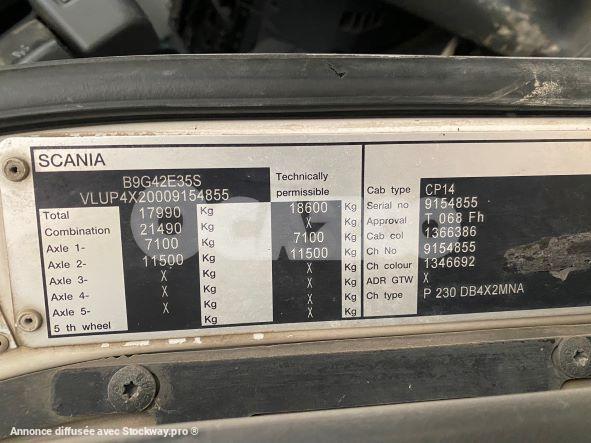 SCANIA
B9G42E35S
VLUP4X20009154855
Technically
permissible
Total 17990 Kg 18600 Kg
Combination 21490 Kg X Kg
Axle 1- 7100 Kg 7100 Kg
Axle 2- 11500 Kg 11500 Kg
Axle 3- X Kg X Kg
Axle 4- X Kg X Kg
Axle 5- X Kg X Kg
5 th wheel Kg Kg
Cab type CP14
Serial no 9154855
Approval T 068 Fh
Cab col 1366386
Ch No 9154855
Ch colour 1346692
ADR GTW X
Ch type P 230 DB4X2MNA
Annonce diffusée avec Stockway.pro ®